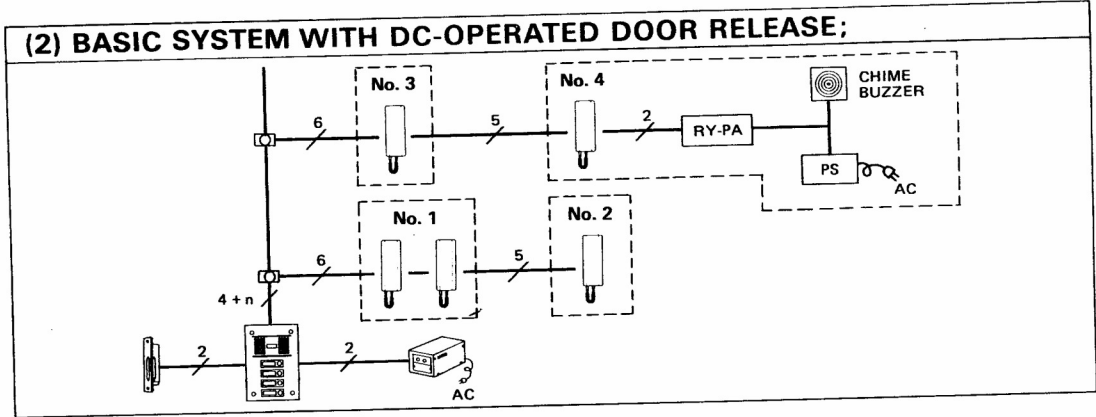 (2) BASIC SYSTEM WITH DC-OPERATED DOOR RELEASE;
No. 3
No. 4
CHIME
BUZZER
6
5
2
RY-PA
PS
AC
No. 1
No. 2
6
5
4 + n
2
2
AC